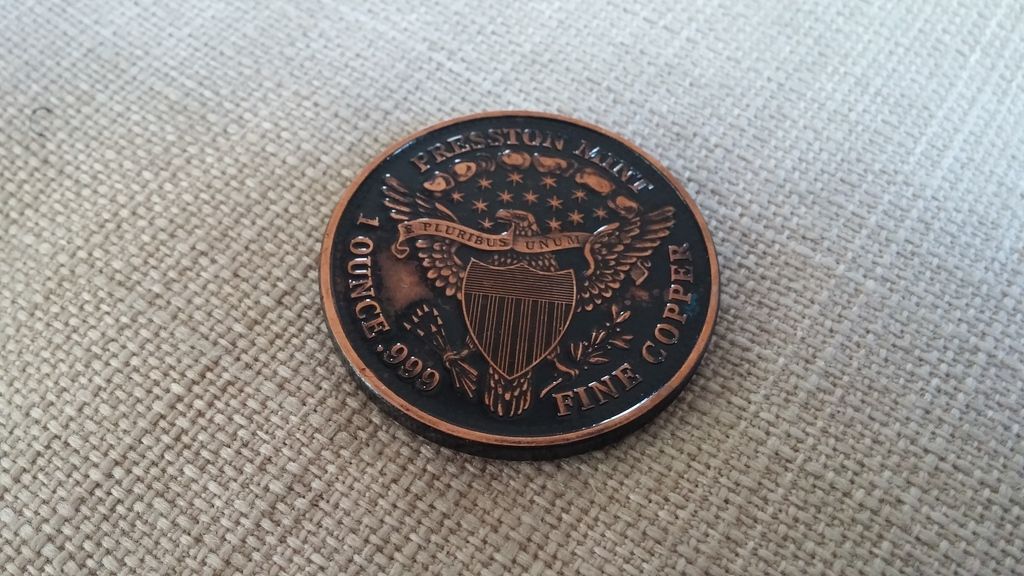 PRESSTON MINT
E PLURIBUS UNUM
1 OUNCE .999
FINE COPPER